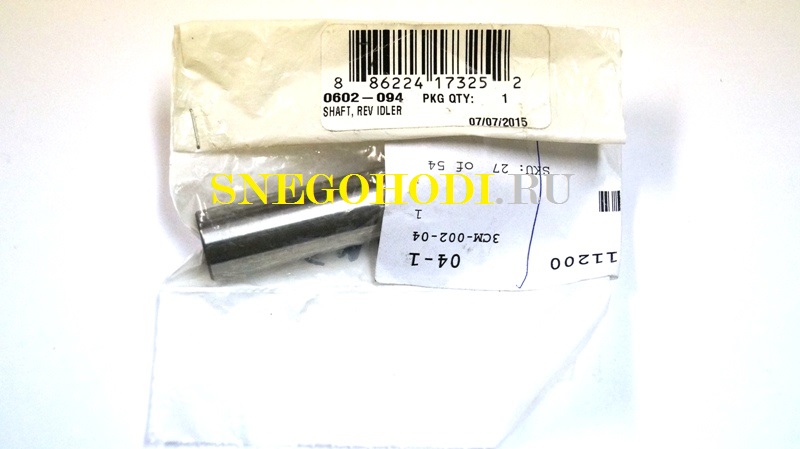 8 86224 17325 2
0602-094 PKG QTY: 1
SHAFT, REV IDLER
07/07/2015
SKU: 27 of 54
SNEGOHODI.RU
1
3CM-002-04
04-1
11200